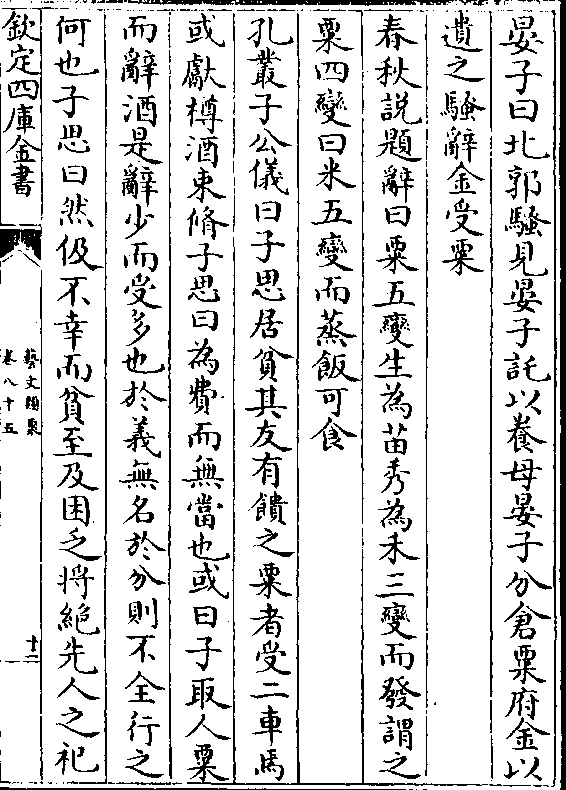 晏子曰北郭騷見晏子託以養母晏子分倉粟府金以
遺之騷辭金受粟
春秋説題辭曰粟五變生為苗秀為禾三變而發謂之
粟四變曰米五變而蒸飯可食
孔叢子公儀曰子思居貧其友有饋之粟者受二車焉
或獻樽酒束脩子思曰為費而無當也或曰子取人粟
而辭酒是辭少而受多也於義無名於分則不全行之
何也子思曰然伋不幸而貧至及困乏將絶先人之祀
欽定四庫全書
藝文類聚
卷八十五
十二